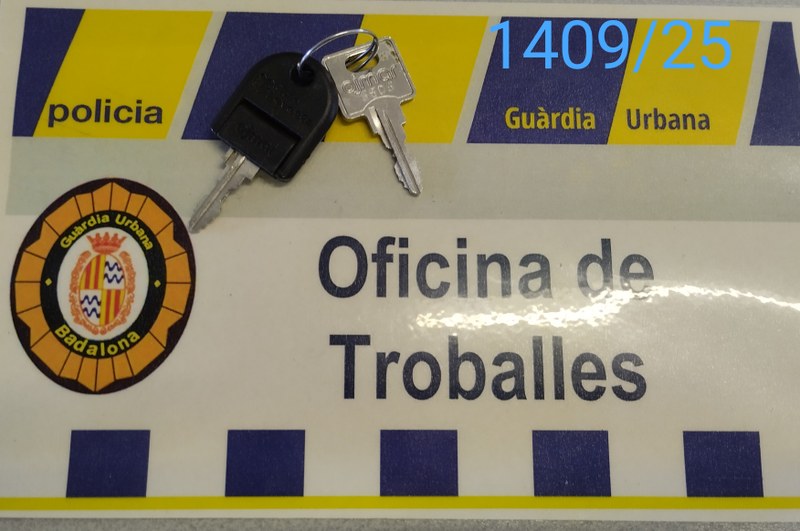 1409/25
policia
Guàrdia Urbana
Guàrdia Urbana
Badalona
Oficina de
Troballes